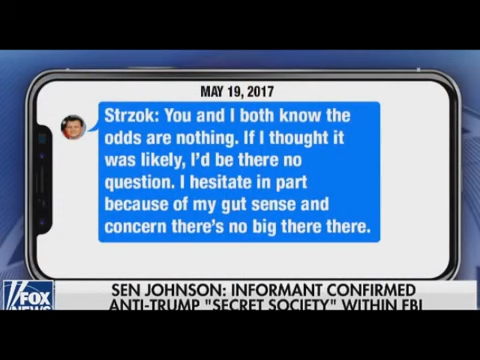 MAY 19, 2017
Strzok: You and I both know the
odds are nothing. If I thought it
was likely, I'd be there no
question. I hesitate in part
because of my gut sense and
concern there's no big there there.
SEN JOHNSON: INFORMANT CONFIRMED
ANTI-TRUMP "SECRET SOCIETY" WITHIN FBI
FOX
NEWS